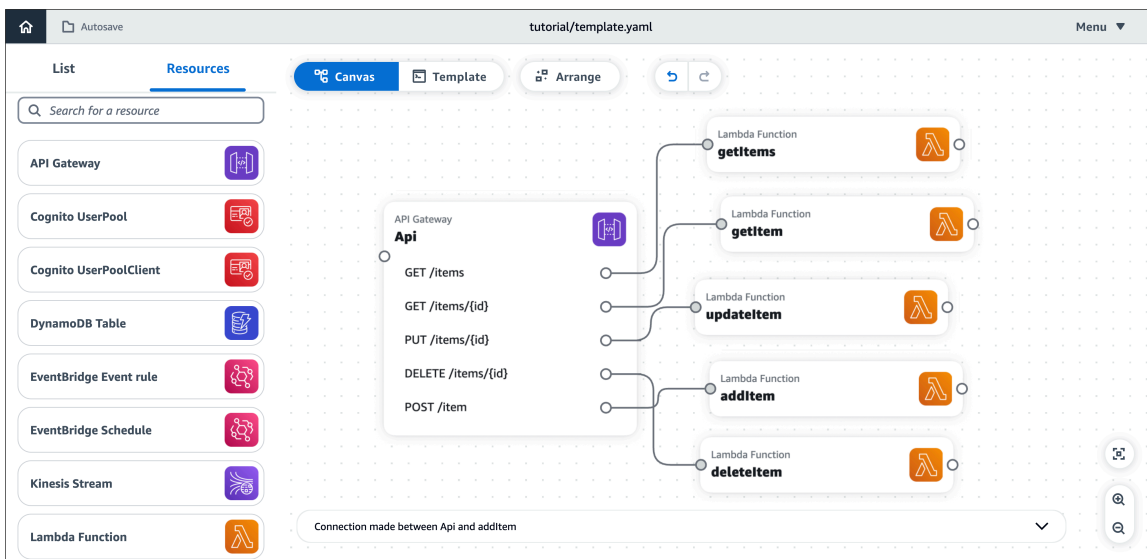 Autosave
tutorial/template.yaml
Menu
List
Resources
Canvas
Template
Arrange
Search for a resource
API Gateway
Cognito UserPool
Cognito UserPoolClient
DynamoDB Table
EventBridge Event rule
EventBridge Schedule
Kinesis Stream
Lambda Function
API Gateway
Api
GET /items
GET /items/{id}
PUT /items/{id}
DELETE /items/{id}
POST /item
Lambda Function
getItems
Lambda Function
getItem
Lambda Function
updateItem
Lambda Function
addItem
Lambda Function
deleteItem
Connection made between Api and addItem